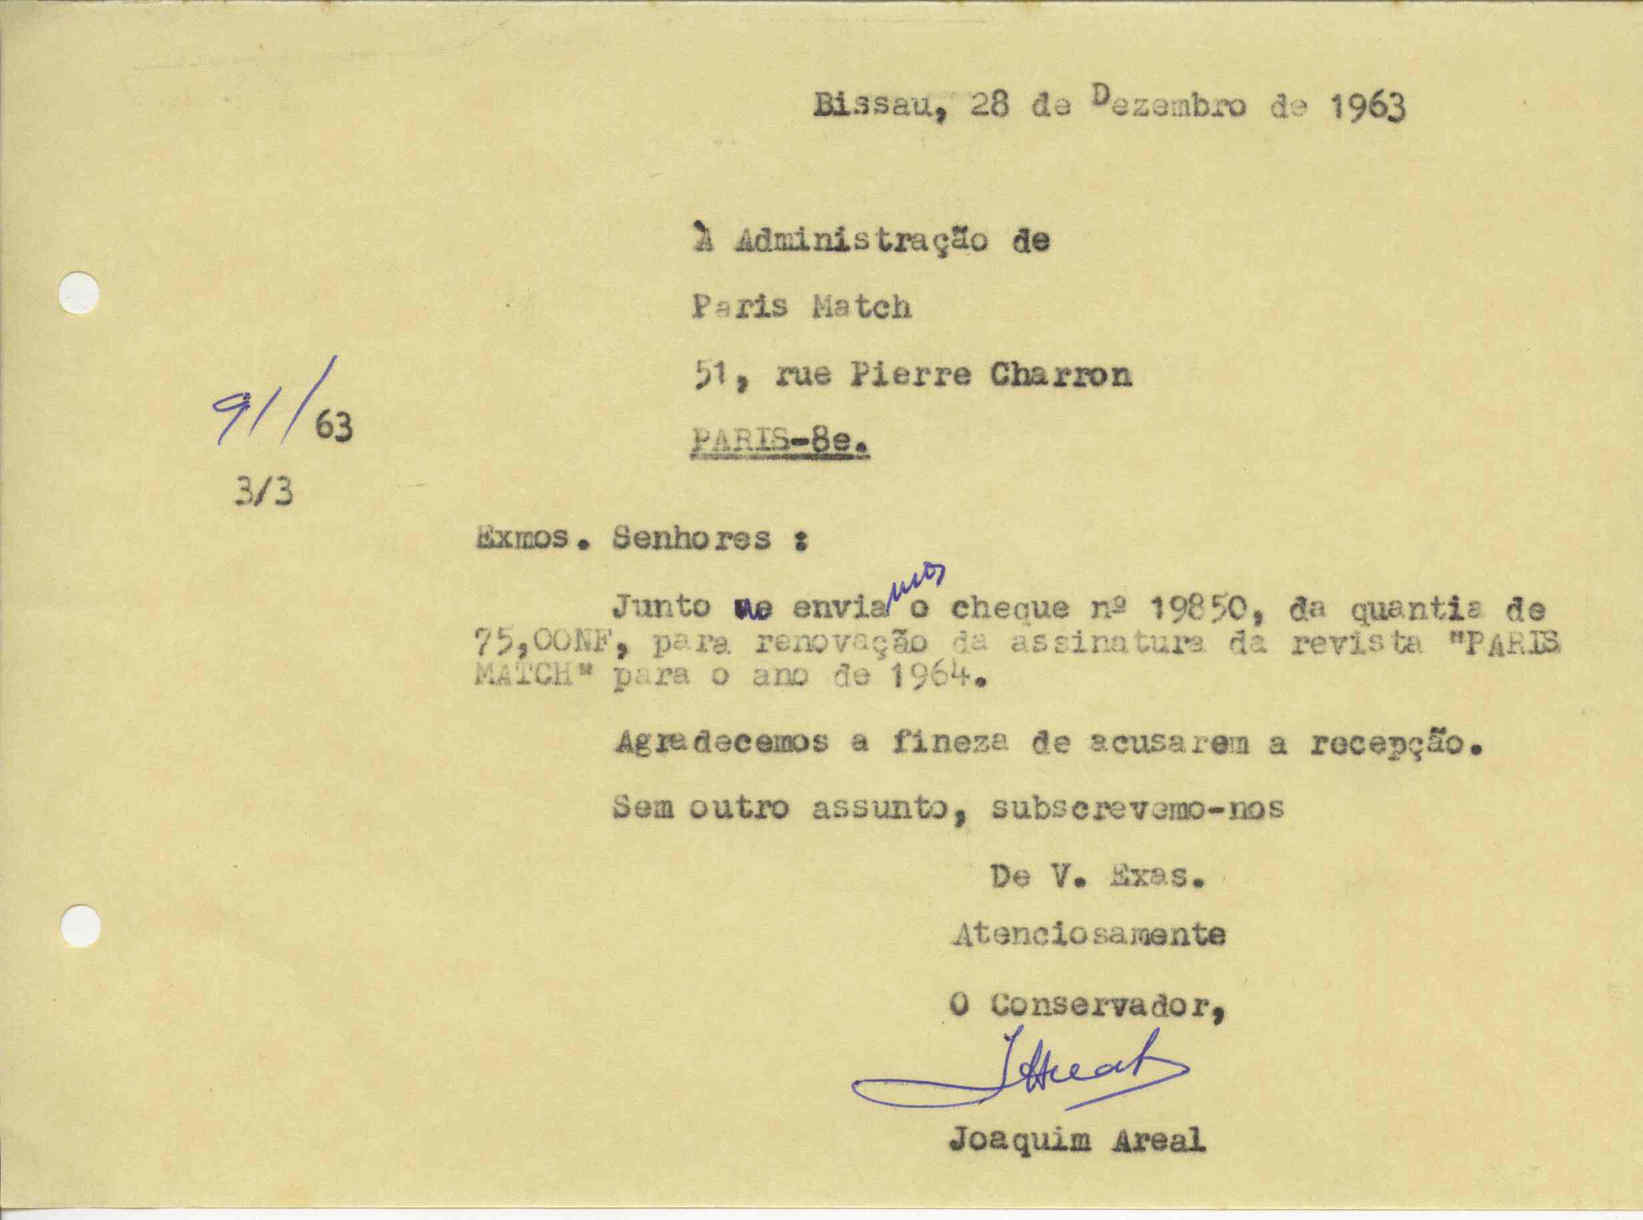 Bissau, 28 de Dezembro de 1963
À Administração de
Paris Match
51, rue Pierre Charron
91/63
PARIS-8e.
3/3
Exmos. Senhores :
Junto enviamos o cheque nº 19850, da quantia de
75,00NF, para renovação da assinatura da revista "PARIS
MATCH" para o ano de 1964.
Agradecemos a fineza de acusarem a recepção.
Sem outro assunto, subscrevemo-nos
De V. Exas.
Atenciosamente
O Conservador,
JAreal
Joaquim Areal